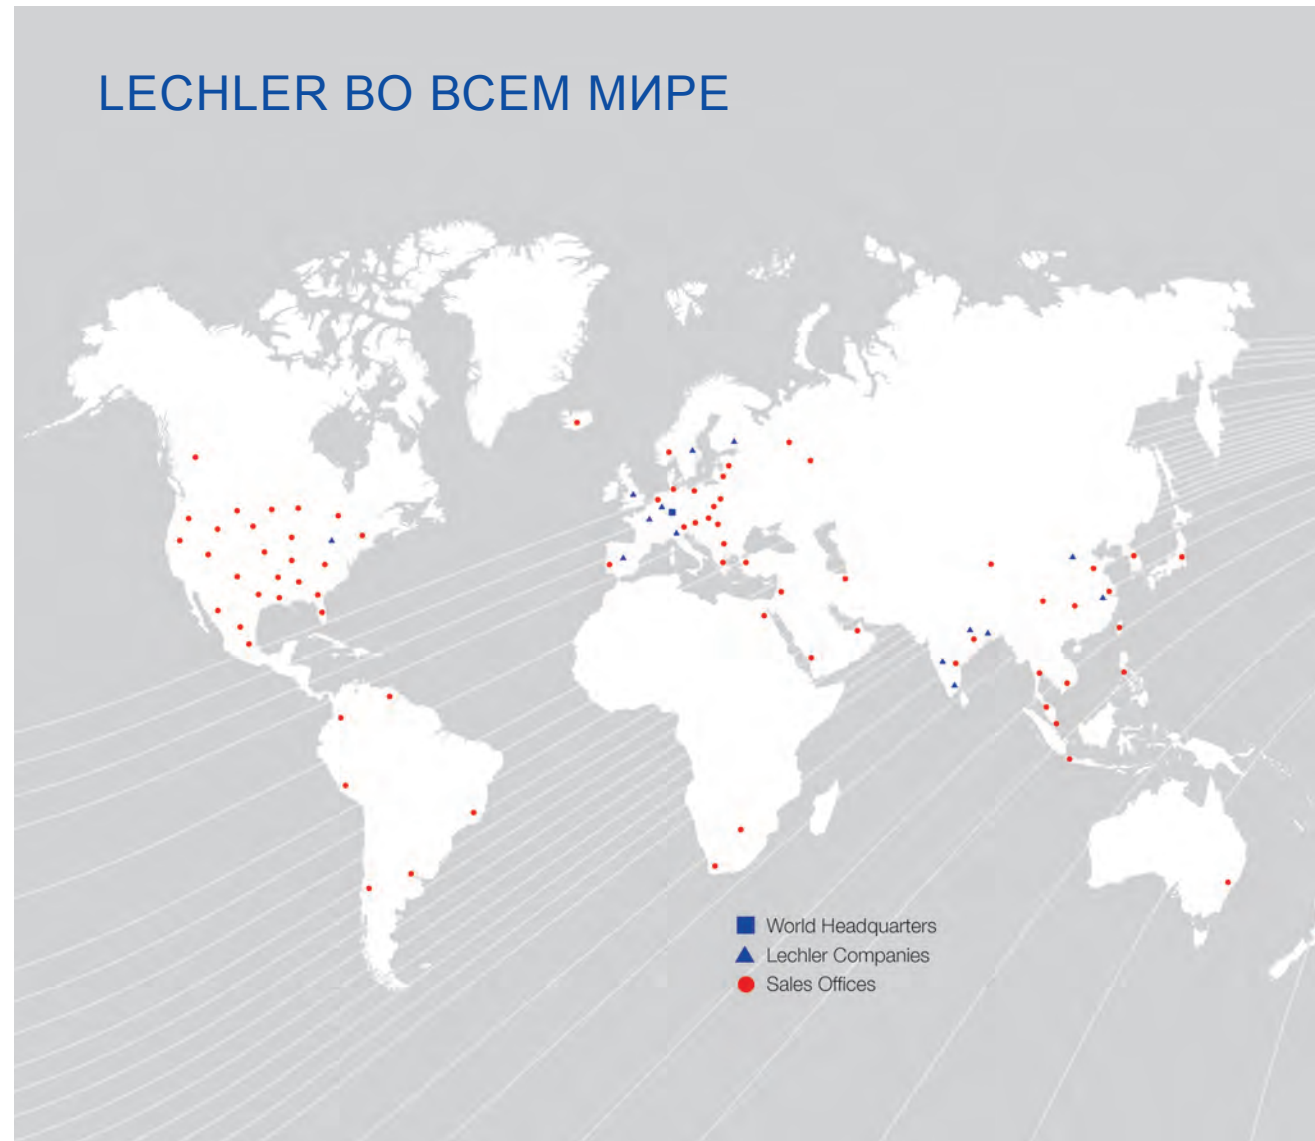 LECHLER ВО ВСЕМ МИРЕ
World Headquarters
Lechler Companies
Sales Offices